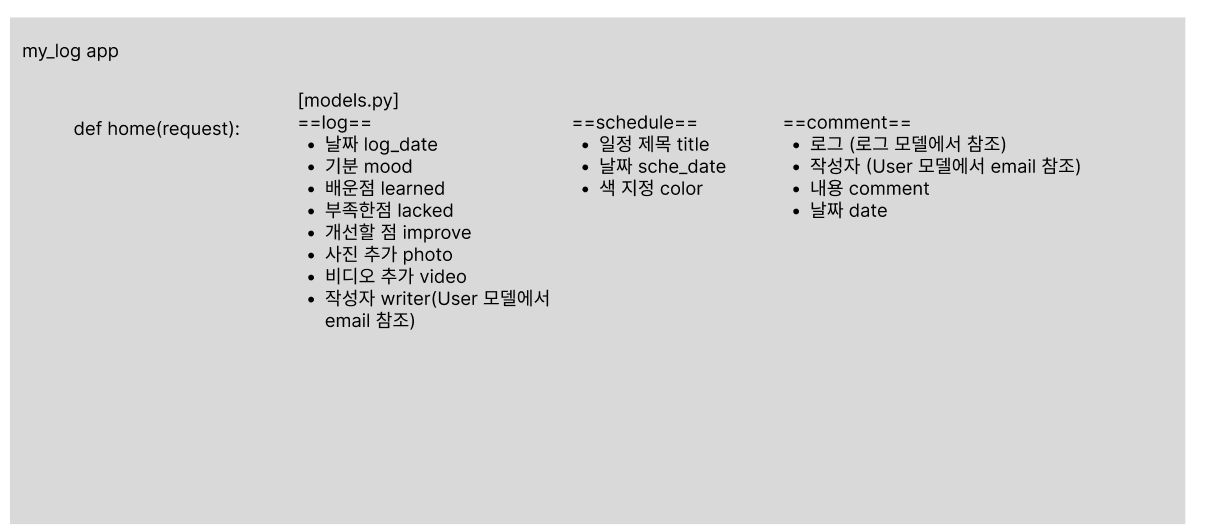 my_log app
def home(request):
[models.py]
==log==
• 날짜 log_date
• 기분 mood
• 배운점 learned
• 부족한점 lacked
• 개선할 점 improve
• 사진 추가 photo
• 비디오 추가 video
• 작성자 writer(User 모델에서
email 참조)
==schedule==
• 일정 제목 title
• 날짜 sche_date
• 색 지정 color
==comment==
• 로그 (로그 모델에서 참조)
• 작성자 (User 모델에서 email 참조)
• 내용 comment
• 날짜 date